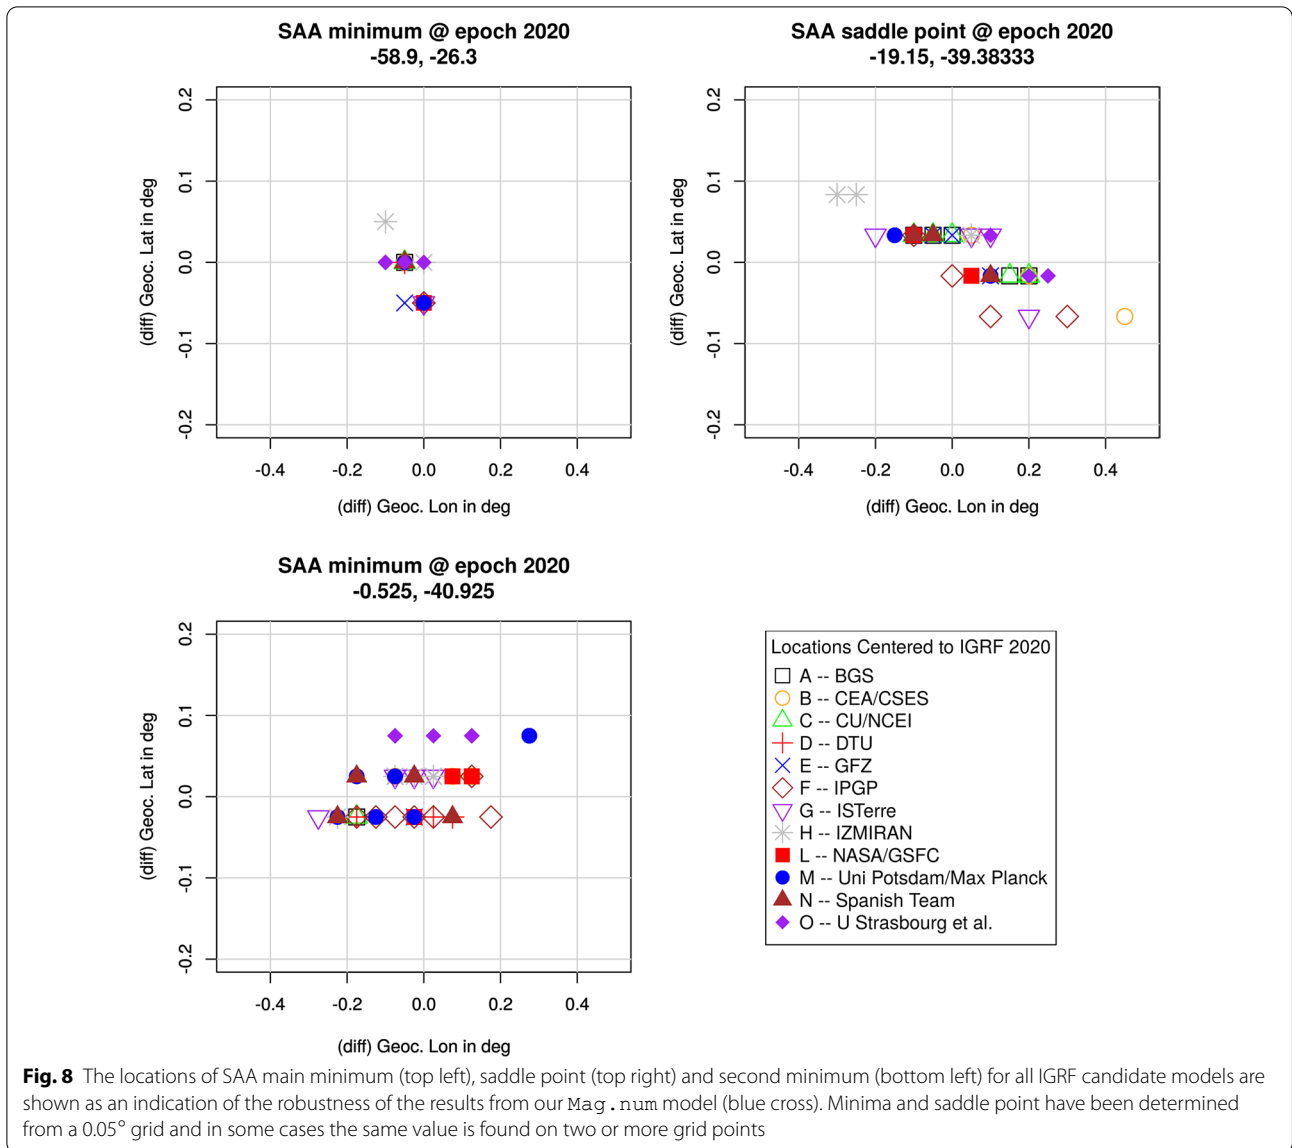 SAA minimum @ epoch 2020
-58.9, -26.3
0.2
0.1
0.0
-0.1
-0.2
(diff) Geoc. Lat in deg
-0.4 -0.2 0.0 0.2 0.4
(diff) Geoc. Lon in deg
SAA saddle point @ epoch 2020
-19.15, -39.38333
0.2
0.1
0.0
-0.1
-0.2
(diff) Geoc. Lat in deg
-0.4 -0.2 0.0 0.2 0.4
(diff) Geoc. Lon in deg
SAA minimum @ epoch 2020
-0.525, -40.925
0.2
0.1
0.0
-0.1
-0.2
(diff) Geoc. Lat in deg
-0.4 -0.2 0.0 0.2 0.4
(diff) Geoc. Lon in deg
Locations Centered to IGRF 2020
A -- BGS
B -- CEA/CSES
C -- CU/NCEI
D -- DTU
E -- GFZ
F -- IPGP
G -- ISTerre
H -- IZMIRAN
L -- NASA/GSFC
M -- Uni Potsdam/Max Planck
N -- Spanish Team
O -- U Strasbourg et al.
Fig. 8 The locations of SAA main minimum (top left), saddle point (top right) and second minimum (bottom left) for all IGRF candidate models are
shown as an indication of the robustness of the results from our Mag.num model (blue cross). Minima and saddle point have been determined
from a 0.05° grid and in some cases the same value is found on two or more grid points